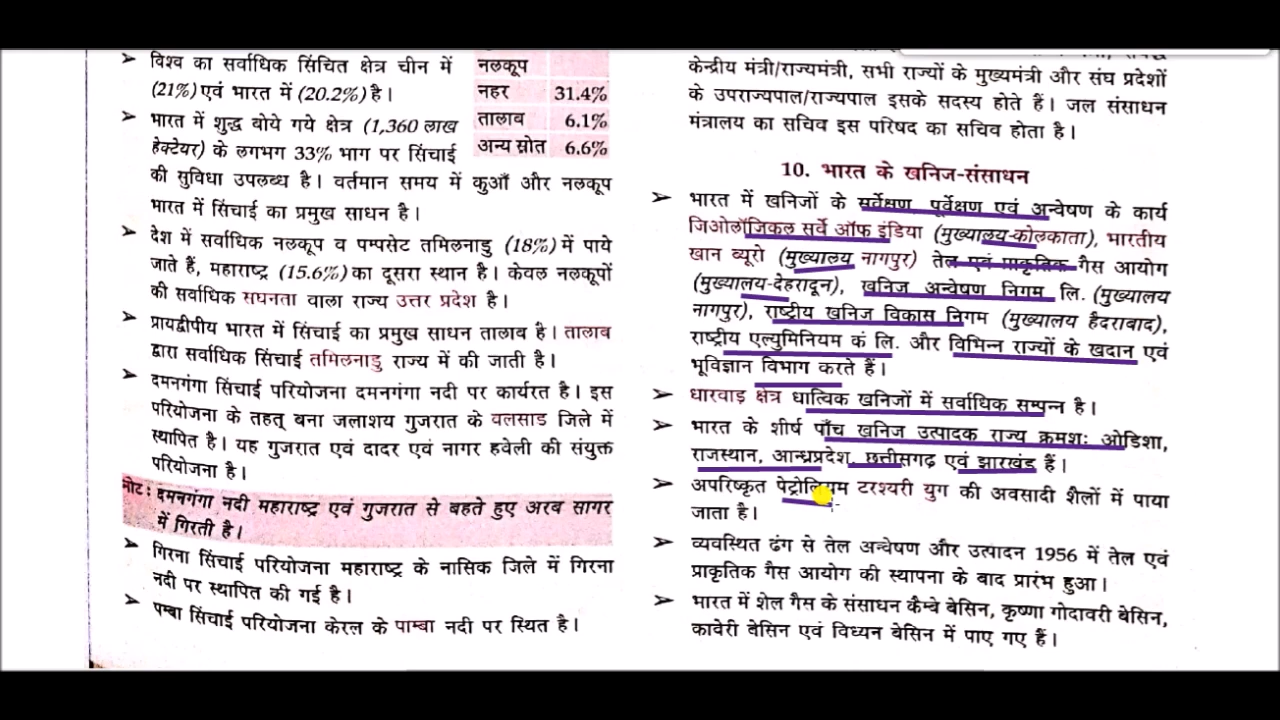 विश्व का सर्वाधिक सिंचित क्षेत्र चीन में
(21%) एवं भारत में (20.2%) है।
भारत में शुद्ध बोये गये क्षेत्र (1,360 लाख
हेक्टेयर) के लगभग 33% भाग पर सिंचाई
की सुविधा उपलब्ध है। वर्तमान समय में कुआँ और नलकूप
भारत में सिंचाई का प्रमुख साधन है।
नलकूप
नहर 31.4%
तालाब 6.1%
अन्य स्रोत 6.6%
देश में सर्वाधिक नलकूप व पम्पसेट तमिलनाडु (18%) में पाये
जाते हैं, महाराष्ट्र (15.6%) का दूसरा स्थान है। केवल नलकूपों
की सर्वाधिक सघनता वाला राज्य उत्तर प्रदेश है।
प्रायद्वीपीय भारत में सिंचाई का प्रमुख साधन तालाब है। तालाब
द्वारा सर्वाधिक सिंचाई तमिलनाडु राज्य में की जाती है।
दमनगंगा सिंचाई परियोजना दमनगंगा नदी पर कार्यरत है। इस
परियोजना के तहत् बना जलाशय गुजरात के वलसाड जिले में
स्थापित है। यह गुजरात एवं दादर एवं नागर हवेली की संयुक्त
परियोजना है।
नोट: दमनगंगा नदी महाराष्ट्र एवं गुजरात से बहते हुए अरब सागर
में गिरती है।
गिरना सिंचाई परियोजना महाराष्ट्र के नासिक जिले में गिरना
नदी पर स्थापित की गई है।
पम्बा सिंचाई परियोजना केरल के पाम्बा नदी पर स्थित है।
केन्द्रीय मंत्री/राज्यमंत्री, सभी राज्यों के मुख्यमंत्री और संघ प्रदेशों
के उपराज्यपाल/राज्यपाल इसके सदस्य होते हैं। जल संसाधन
मंत्रालय का सचिव इस परिषद का सचिव होता है।
10. भारत के खनिज-संसाधन
भारत में खनिजों के सर्वेक्षण, पूर्वेक्षण एवं अन्वेषण के कार्य
जिओलॉजिकल सर्वे ऑफ इंडिया (मुख्यालय-कोलकाता), भारतीय
खान ब्यूरो (मुख्यालय नागपुर) तेल एवं प्राकृतिक गैस आयोग
(मुख्यालय-देहरादून), खनिज अन्वेषण निगम लि. (मुख्यालय
नागपुर), राष्ट्रीय खनिज विकास निगम (मुख्यालय हैदराबाद),
राष्ट्रीय एल्युमिनियम कं लि. और विभिन्न राज्यों के खदान एवं
भूविज्ञान विभाग करते हैं।
धारवाड़ क्षेत्र धात्विक खनिजों में सर्वाधिक सम्पन्न है।
भारत के शीर्ष पाँच खनिज उत्पादक राज्य क्रमशः ओडिशा,
राजस्थान, आन्ध्रप्रदेश, छत्तीसगढ़ एवं झारखंड हैं।
अपरिष्कृत पेट्रोलियम टरश्यरी युग की अवसादी शैलों में पाया
जाता है।
व्यवस्थित ढंग से तेल अन्वेषण और उत्पादन 1956 में तेल एवं
प्राकृतिक गैस आयोग की स्थापना के बाद प्रारंभ हुआ।
भारत में शेल गैस के संसाधन कैम्बे बेसिन, कृष्णा गोदावरी बेसिन,
कावेरी बेसिन एवं विध्यन बेसिन में पाए गए हैं।